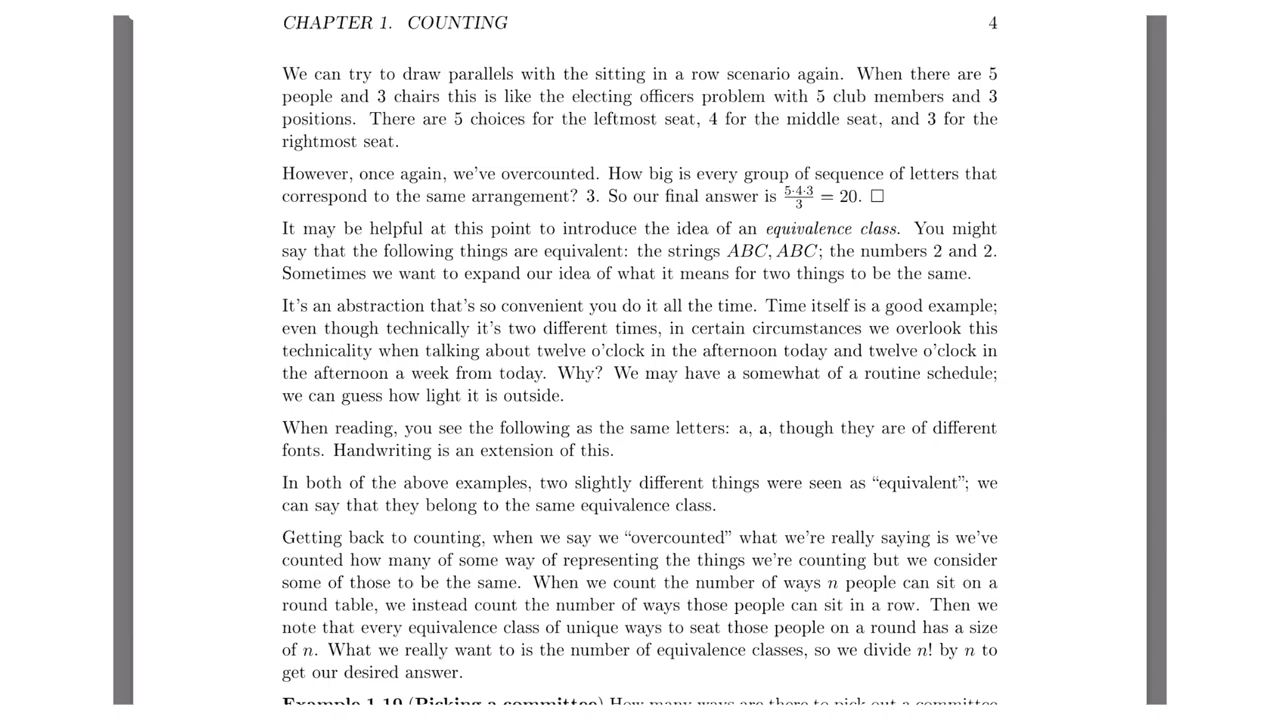 CHAPTER 1. COUNTING 4
We can try to draw parallels with the sitting in a row scenario again. When there are 5
people and 3 chairs this is like the electing officers problem with 5 club members and 3
positions. There are 5 choices for the leftmost seat, 4 for the middle seat, and 3 for the
rightmost seat.
However, once again, we've overcounted. How big is every group of sequence of letters that
correspond to the same arrangement? 3. So our final answer is 5·4·3/3 = 20. □
It may be helpful at this point to introduce the idea of an equivalence class. You might
say that the following things are equivalent: the strings ABC, ABC; the numbers 2 and 2.
Sometimes we want to expand our idea of what it means for two things to be the same.
It's an abstraction that's so convenient you do it all the time. Time itself is a good example;
even though technically it's two different times, in certain circumstances we overlook this
technicality when talking about twelve o'clock in the afternoon today and twelve o'clock in
the afternoon a week from today. Why? We may have a somewhat of a routine schedule;
we can guess how light it is outside.
When reading, you see the following as the same letters: a, a, though they are of different
fonts. Handwriting is an extension of this.
In both of the above examples, two slightly different things were seen as “equivalent”; we
can say that they belong to the same equivalence class.
Getting back to counting, when we say we “overcounted” what we're really saying is we've
counted how many of some way of representing the things we're counting but we consider
some of those to be the same. When we count the number of ways n people can sit on a
round table, we instead count the number of ways those people can sit in a row. Then we
note that every equivalence class of unique ways to seat those people on a round has a size
of n. What we really want to is the number of equivalence classes, so we divide n! by n to
get our desired answer.
Example 1.10 (Picking a committee) How many ways are there to pick out a committee